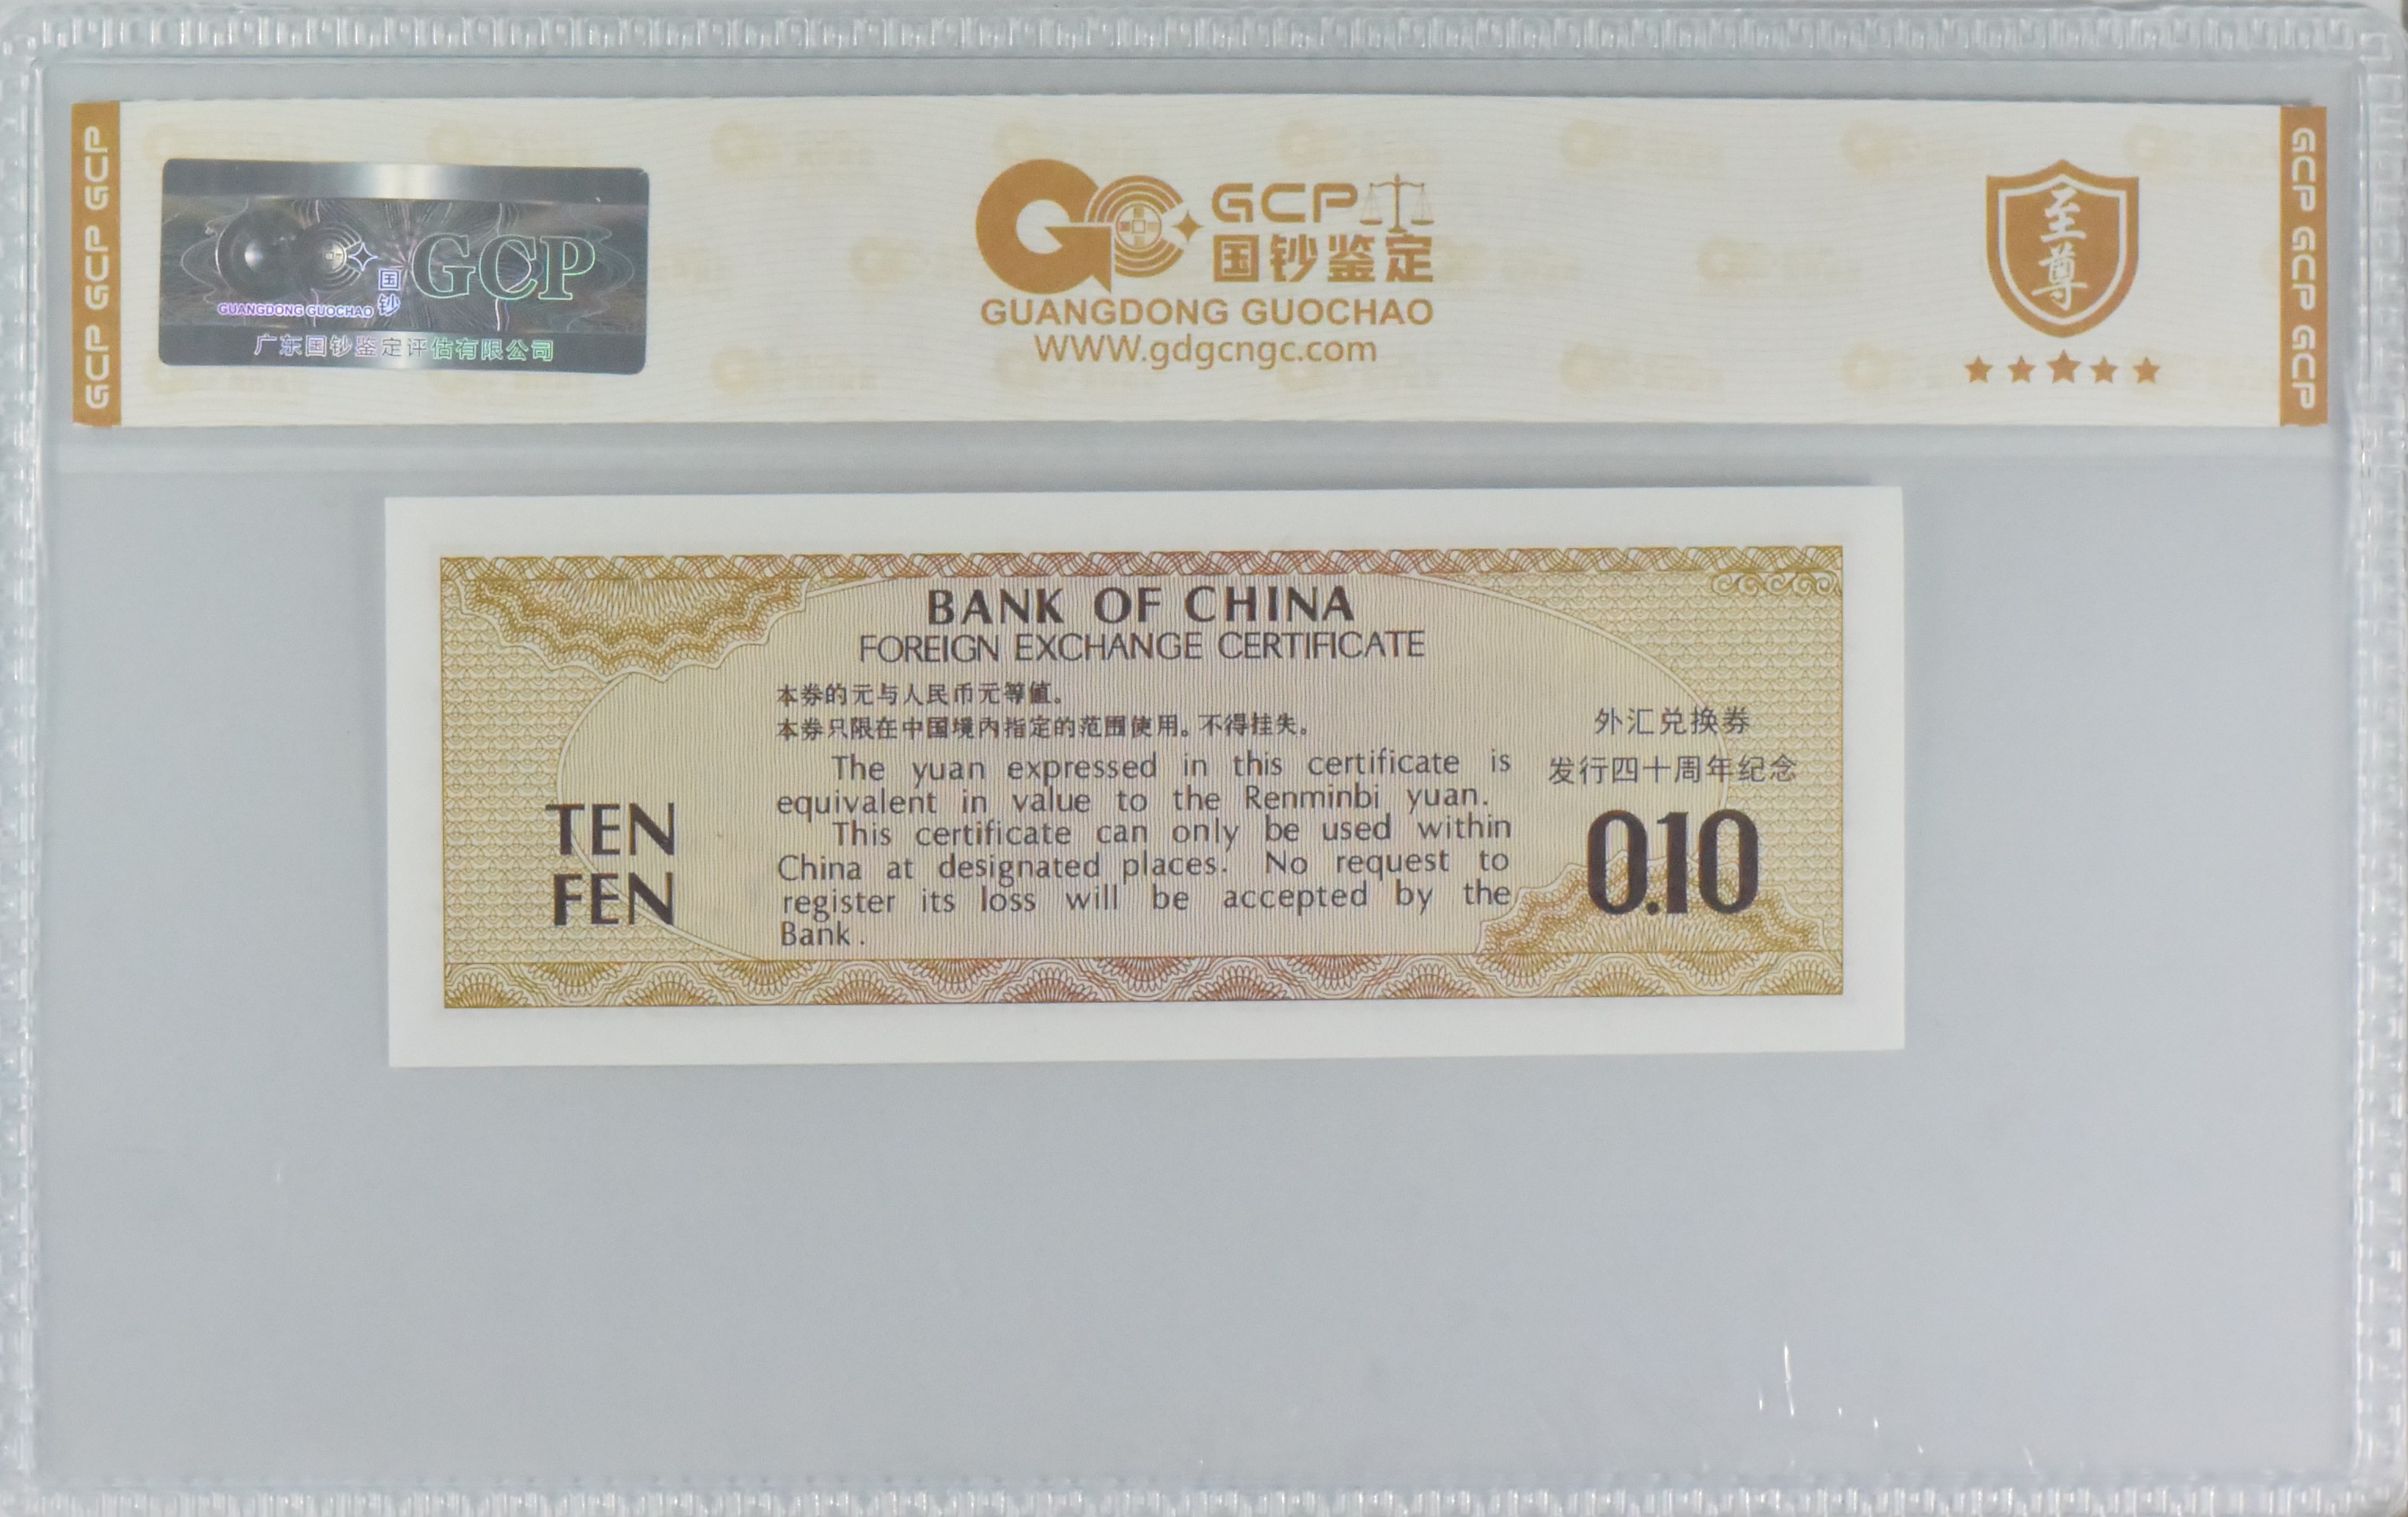 GCP GCP GCP
国钞
GCP
GUANGDONG GUOCHAO
广东国钞鉴定评估有限公司
GCP
国钞鉴定
GUANGDONG GUOCHAO
WWW.gdgcngc.com
至尊
GCP GCP GCP
BANK OF CHINA
FOREIGN EXCHANGE CERTIFICATE
本券的元与人民币元等值。
本券只限在中国境内指定的范围使用。不得挂失。
The yuan expressed in this certificate is
equivalent in value to the Renminbi yuan.
This certificate can only be used within
China at designated places. No request to
register its loss will be accepted by the
Bank.
TEN
FEN
外汇兑换券
发行四十周年纪念
0.10